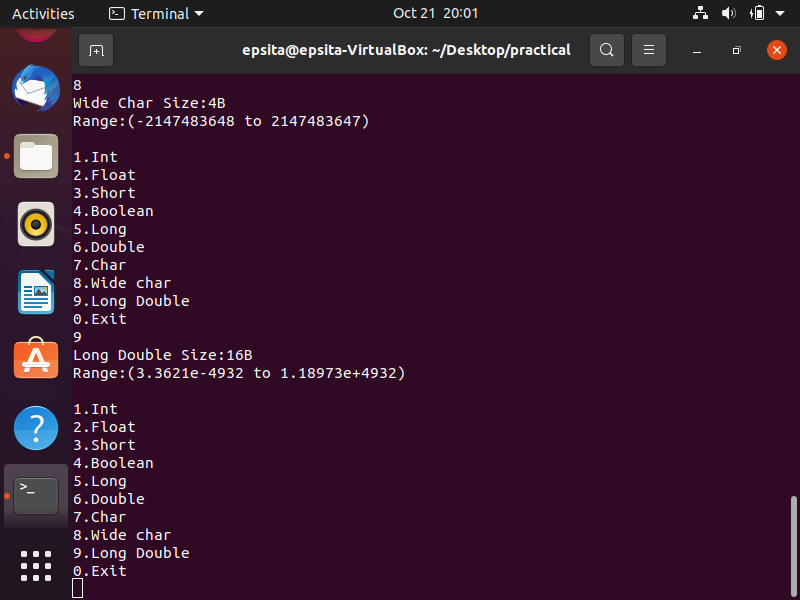 Activities
Terminal
Oct 21 20:01
epsita@epsita-VirtualBox: ~/Desktop/practical
8
Wide Char Size:4B
Range:(-2147483648 to 2147483647)
1.Int
2.Float
3.Short
4.Boolean
5.Long
6.Double
7.Char
8.Wide char
9.Long Double
0.Exit
9
Long Double Size:16B
Range:(3.3621e-4932 to 1.18973e+4932)
1.Int
2.Float
3.Short
4.Boolean
5.Long
6.Double
7.Char
8.Wide char
9.Long Double
0.Exit